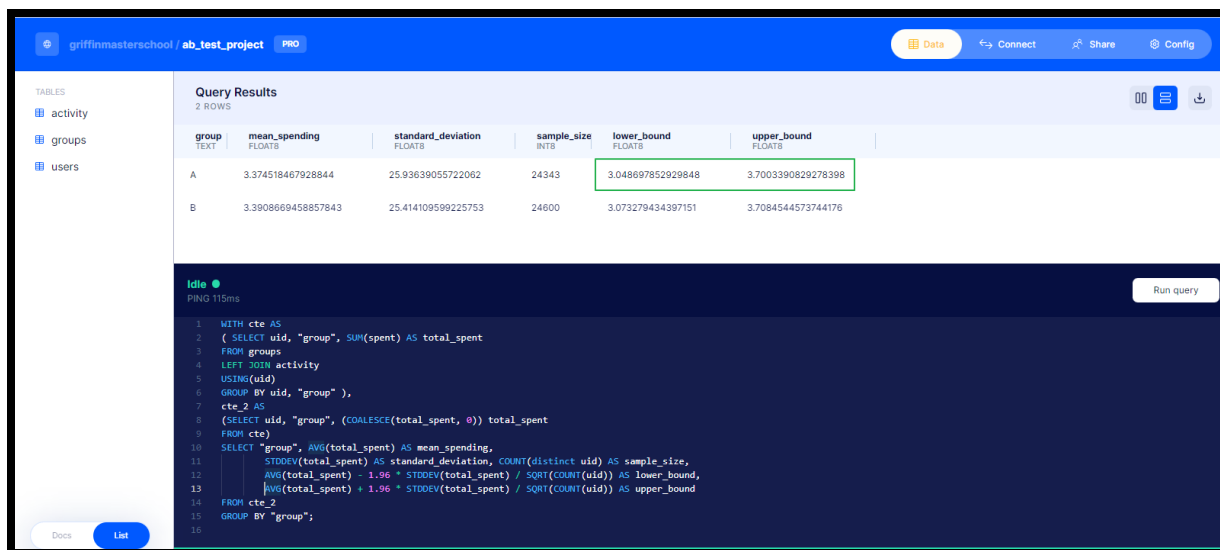 griffinmasterschool / ab_test_project PRO
Data Connect Share Config
TABLES
activity
groups
users
Query Results
2 ROWS
group mean_spending standard_deviation sample_size lower_bound upper_bound
TEXT FLOAT8 FLOAT8 INT8 FLOAT8 FLOAT8
A 3.374518467928844 25.93639055722062 24343 3.048697852929848 3.7003390829278398
B 3.3908669458857843 25.414109599225753 24600 3.073279434397151 3.7084544573744176
Idle
PING 115ms
Run query
1 WITH cte AS
2 ( SELECT uid, "group", SUM(spent) AS total_spent
3 FROM groups
4 LEFT JOIN activity
5 USING(uid)
6 GROUP BY uid, "group" ),
7 cte_2 AS
8 (SELECT uid, "group", (COALESCE(total_spent, 0)) total_spent
9 FROM cte)
10 SELECT "group", AVG(total_spent) AS mean_spending,
11 STDDEV(total_spent) AS standard_deviation, COUNT(distinct uid) AS sample_size,
12 AVG(total_spent) - 1.96 * STDDEV(total_spent) / SQRT(COUNT(uid)) AS lower_bound,
13 AVG(total_spent) + 1.96 * STDDEV(total_spent) / SQRT(COUNT(uid)) AS upper_bound
14 FROM cte_2
15 GROUP BY "group";
16
Docs List